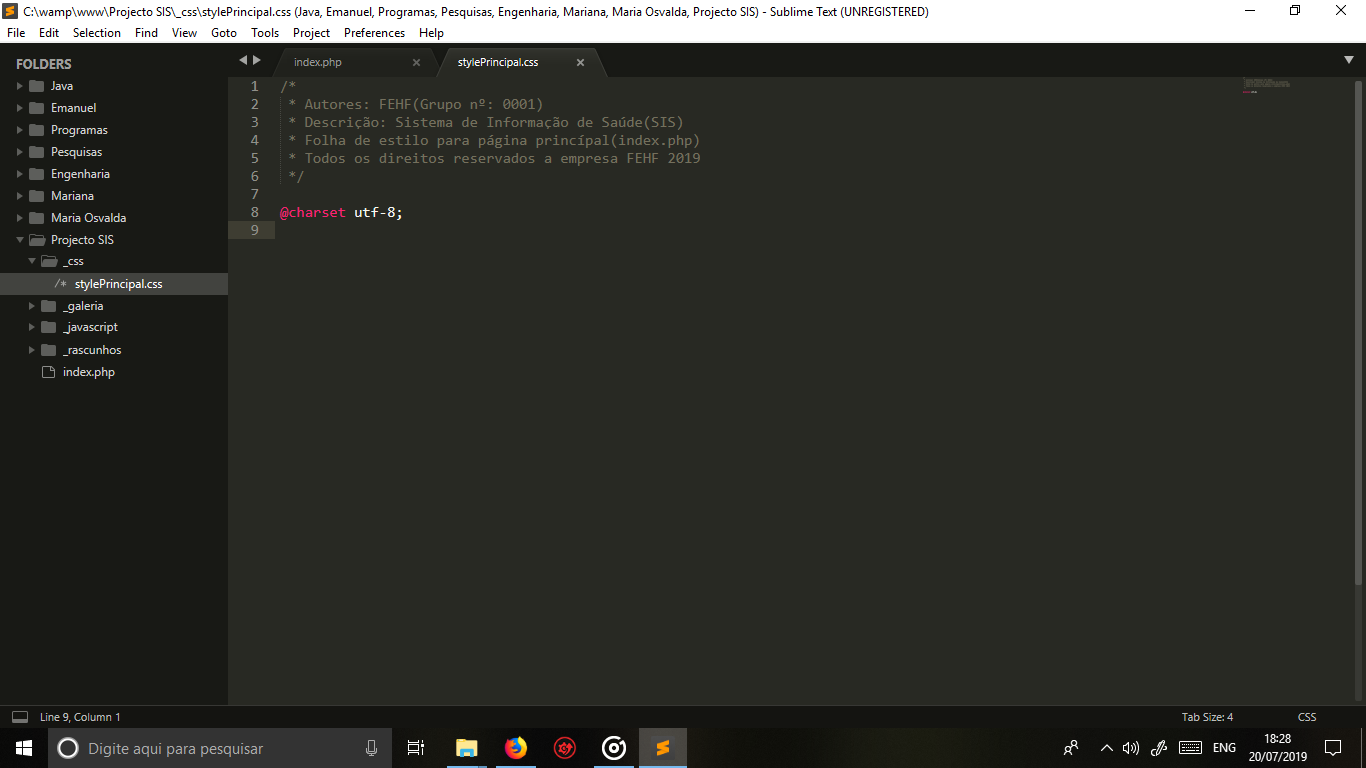 C:\wamp\www\Projecto SIS\_css\stylePrincipal.css (Java, Emanuel, Programas, Pesquisas, Engenharia, Mariana, Maria Osvalda, Projecto SIS) - Sublime Text (UNREGISTERED)
File Edit Selection Find View Goto Tools Project Preferences Help
FOLDERS
Java
Emanuel
Programas
Pesquisas
Engenharia
Mariana
Maria Osvalda
Projecto SIS
_css
/* stylePrincipal.css
_galeria
_javascript
_rascunhos
index.php
index.php × stylePrincipal.css ×
1 /*
2 * Autores: FEHF(Grupo nº: 0001)
3 * Descrição: Sistema de Informação de Saúde(SIS)
4 * Folha de estilo para página princípal(index.php)
5 * Todos os direitos reservados a empresa FEHF 2019
6 */
7
8 @charset utf-8;
9
Line 9, Column 1 Tab Size: 4 CSS
Digite aqui para pesquisar
ENG
18:28
20/07/2019